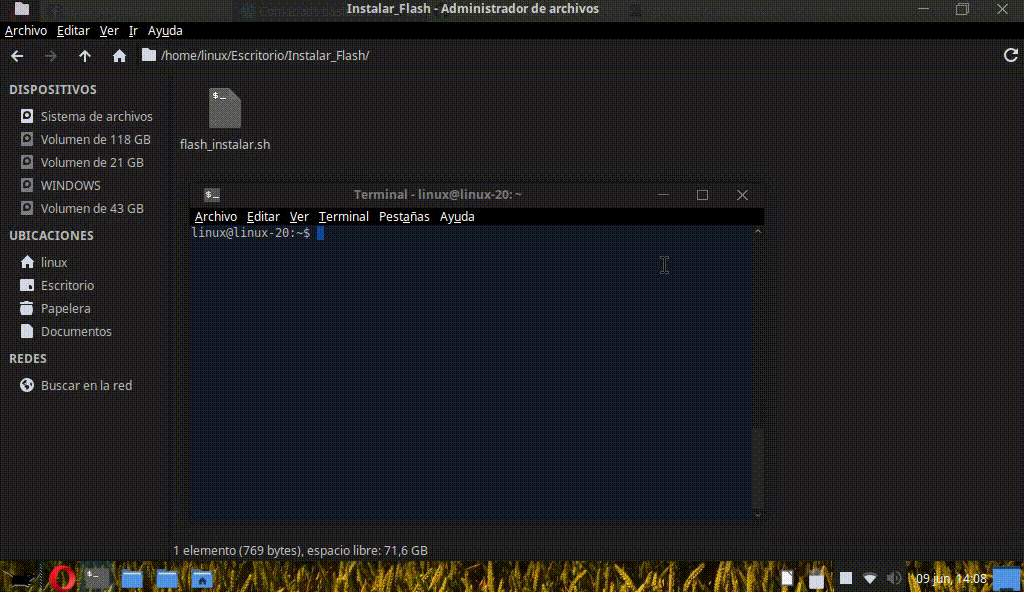 Instalar_Flash - Administrador de archivos
Archivo Editar Ver Ir Ayuda
/home/linux/Escritorio/Instalar_Flash/
DISPOSITIVOS
Sistema de archivos
Volumen de 118 GB
Volumen de 21 GB
WINDOWS
Volumen de 43 GB
UBICACIONES
linux
Escritorio
Papelera
Documentos
REDES
Buscar en la red
$_
flash_instalar.sh
$_
Terminal - linux@linux-20: ~
Archivo Editar Ver Terminal Pestañas Ayuda
linux@linux-20:~$
1 elemento (769 bytes), espacio libre: 71,6 GB
$_
09 jun, 14:08